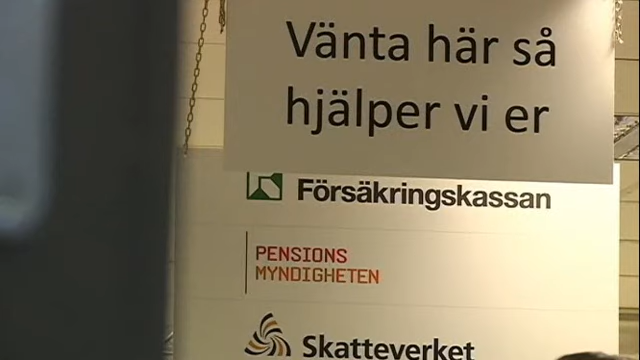 Vänta här så
hjälper vi er
Försäkringskassan
PENSIONS
MYNDIGHETEN
Skatteverket